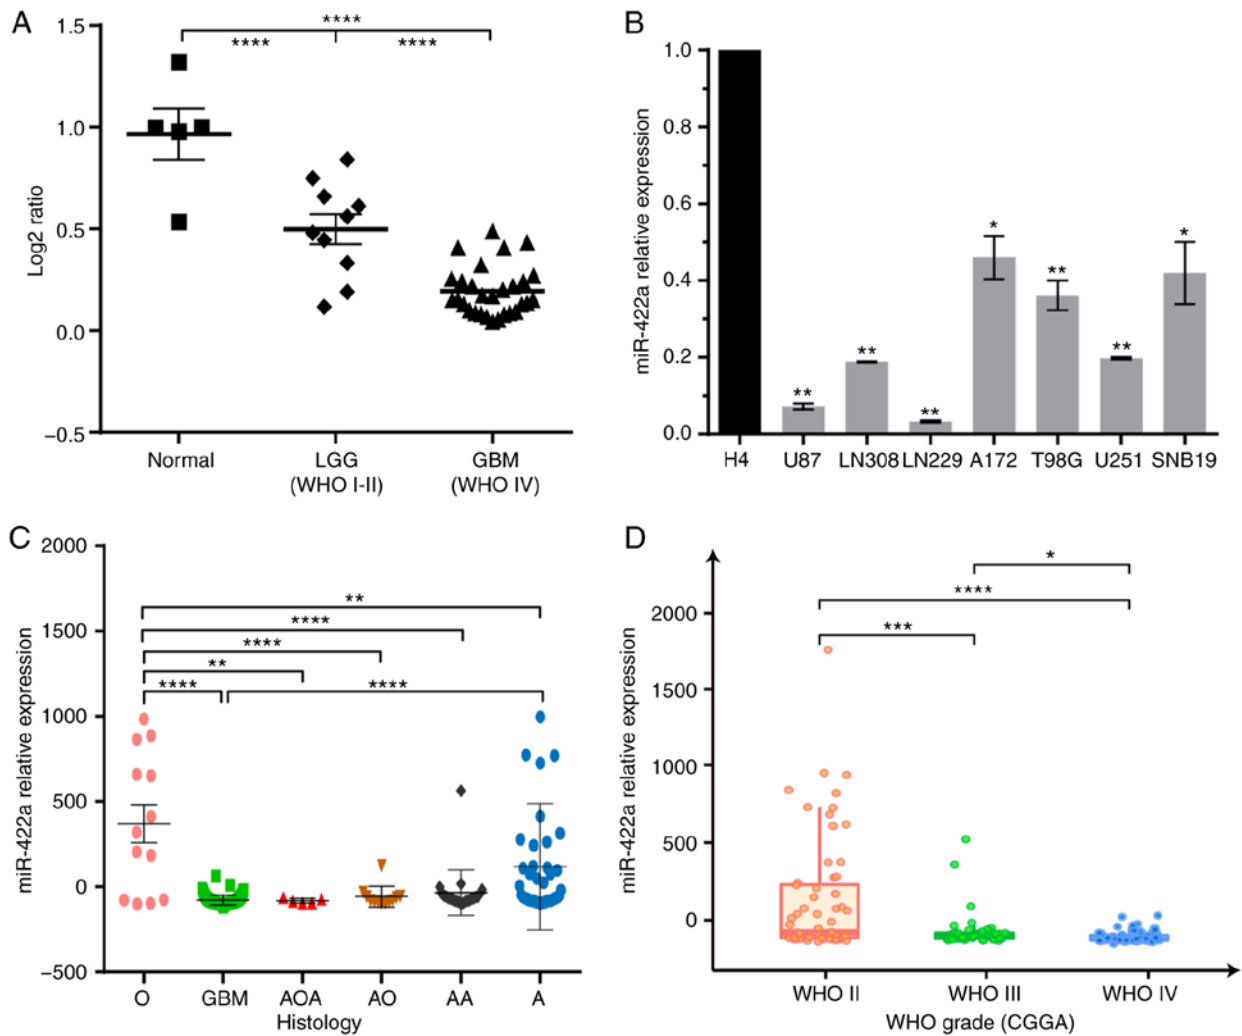 A
1.5
1.0
0.5
0.0
−0.5
Log2 ratio
****
****
****
Normal
LGG
(WHO I-II)
GBM
(WHO IV)
B
1.0
0.8
0.6
0.4
0.2
0.0
miR-422a relative expression
**
**
**
*
**
**
*
H4
U87
LN308
LN229
A172
T98G
U251
SNB19
C
2000
1500
1000
500
0
−500
miR-422a relative expression
**
****
****
**
****
****
O
GBM
AOA
AO
AA
A
Histology
D
2000
1500
1000
500
0
miR-422a relative expression
*
****
***
WHO II
WHO III
WHO IV
WHO grade (CGGA)